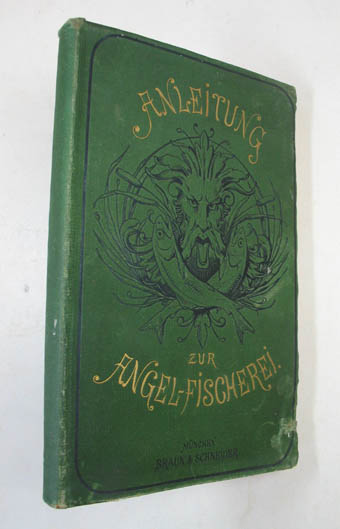 ANLEITUNG
ZUR
ANGEL-FISCHEREI.
MÜNCHEN
BRAUN & SCHNEIDER